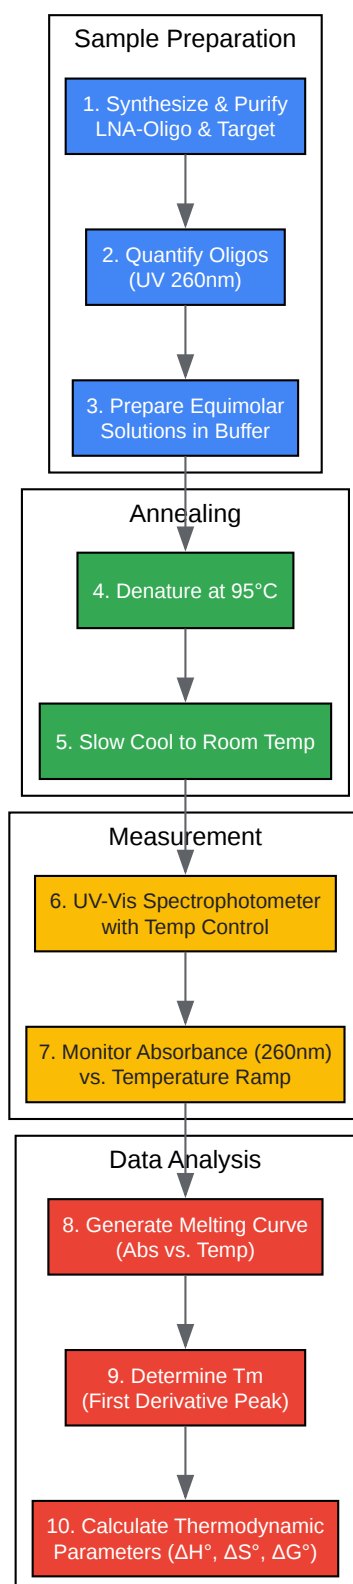 Sample Preparation
1. Synthesize & Purify
LNA-Oligo & Target
2. Quantify Oligos
(UV 260nm)
3. Prepare Equimolar
Solutions in Buffer
Annealing
4. Denature at 95°C
5. Slow Cool to Room Temp
Measurement
6. UV-Vis Spectrophotometer
with Temp Control
7. Monitor Absorbance (260nm)
vs. Temperature Ramp
Data Analysis
8. Generate Melting Curve
(Abs vs. Temp)
9. Determine Tm
(First Derivative Peak)
10. Calculate Thermodynamic
Parameters (ΔH°, ΔS°, ΔG°)